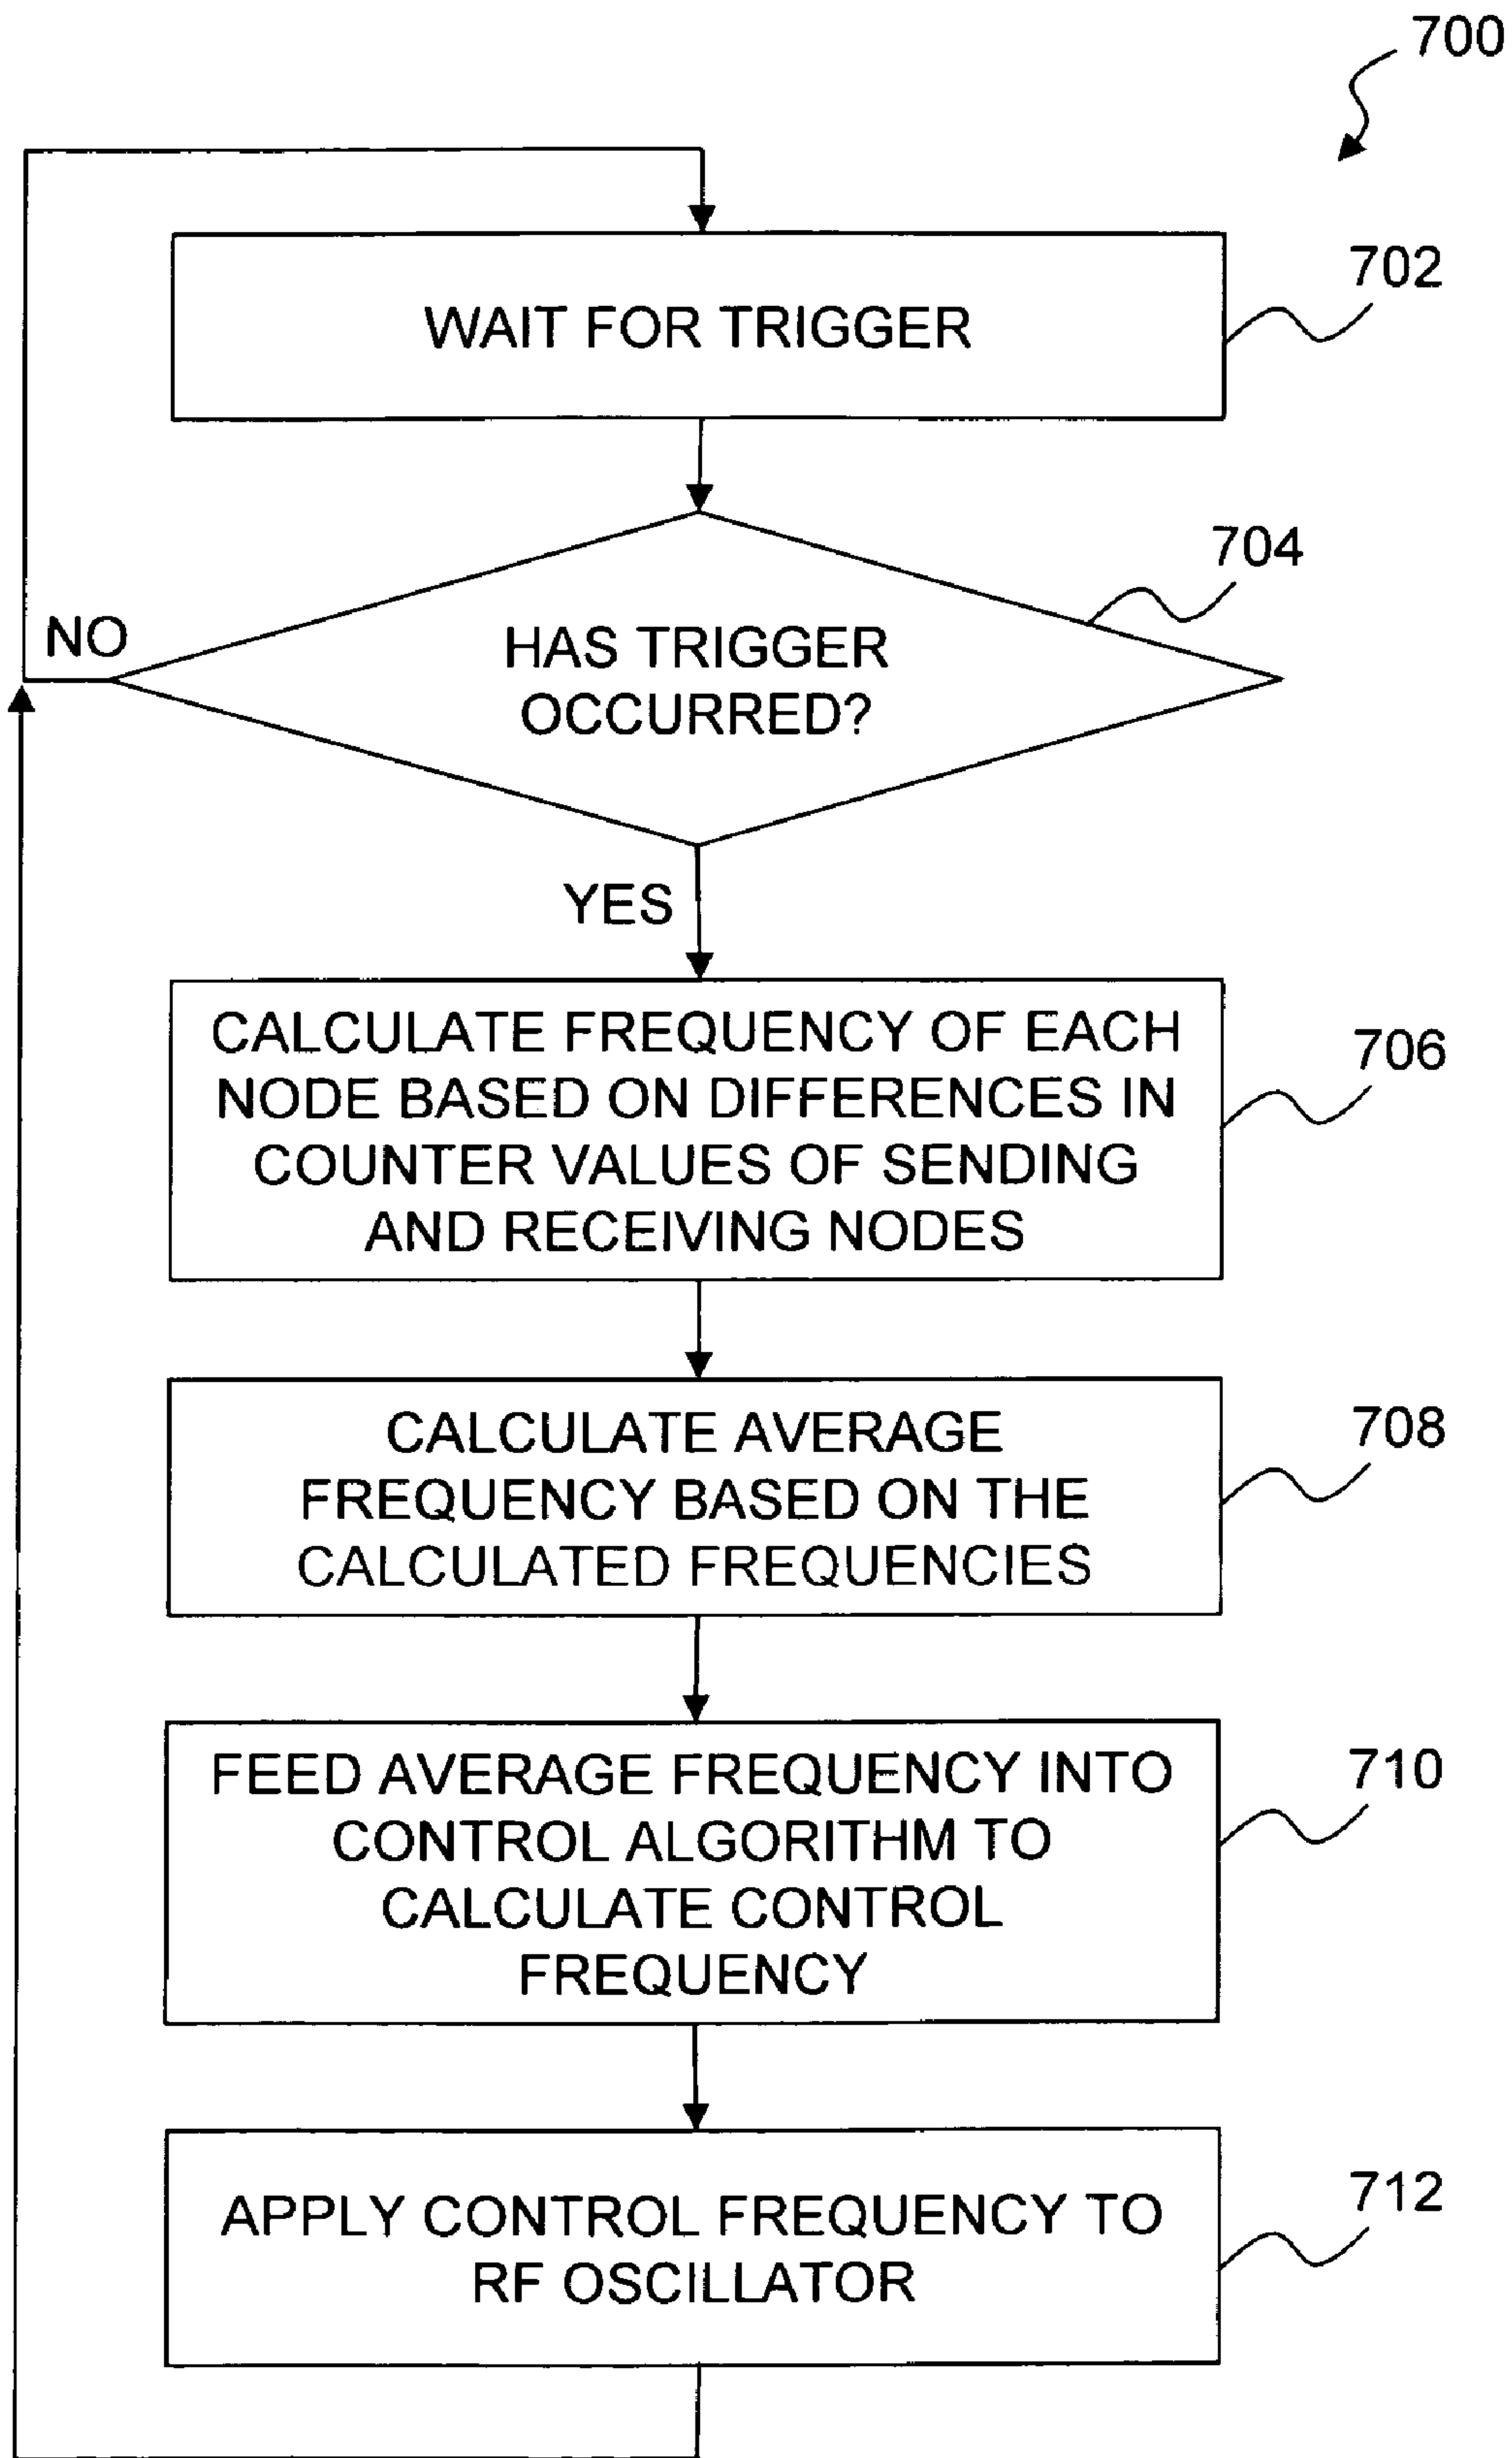 700
702
WAIT FOR TRIGGER
704
NO
HAS TRIGGER
OCCURRED?
YES
706
CALCULATE FREQUENCY OF EACH
NODE BASED ON DIFFERENCES IN
COUNTER VALUES OF SENDING
AND RECEIVING NODES
708
CALCULATE AVERAGE
FREQUENCY BASED ON THE
CALCULATED FREQUENCIES
710
FEED AVERAGE FREQUENCY INTO
CONTROL ALGORITHM TO
CALCULATE CONTROL
FREQUENCY
712
APPLY CONTROL FREQUENCY TO
RF OSCILLATOR